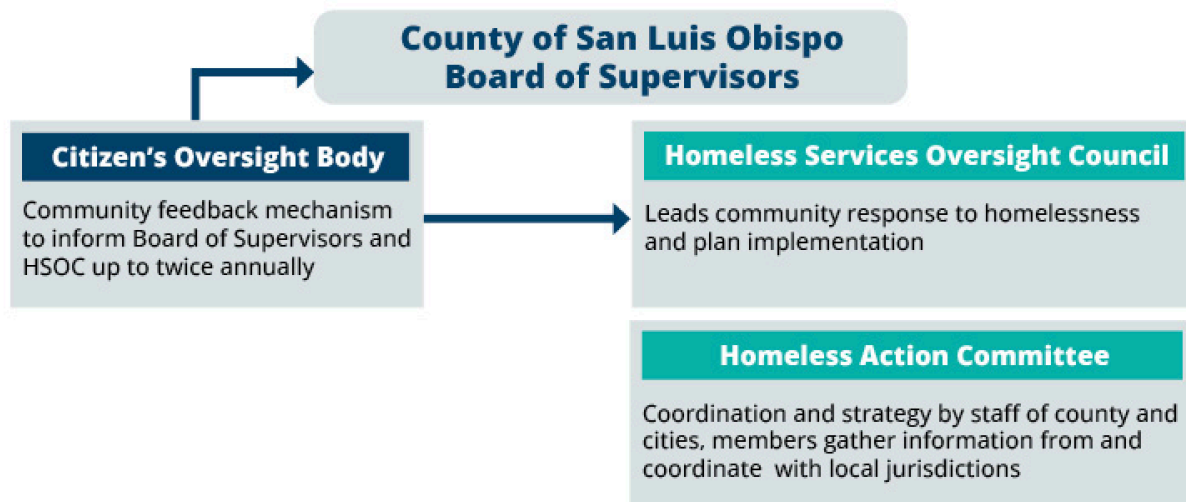 County of San Luis Obispo
Board of Supervisors
Citizen’s Oversight Body
Community feedback mechanism
to inform Board of Supervisors and
HSOC up to twice annually
Homeless Services Oversight Council
Leads community response to homelessness
and plan implementation
Homeless Action Committee
Coordination and strategy by staff of county and
cities, members gather information from and
coordinate with local jurisdictions